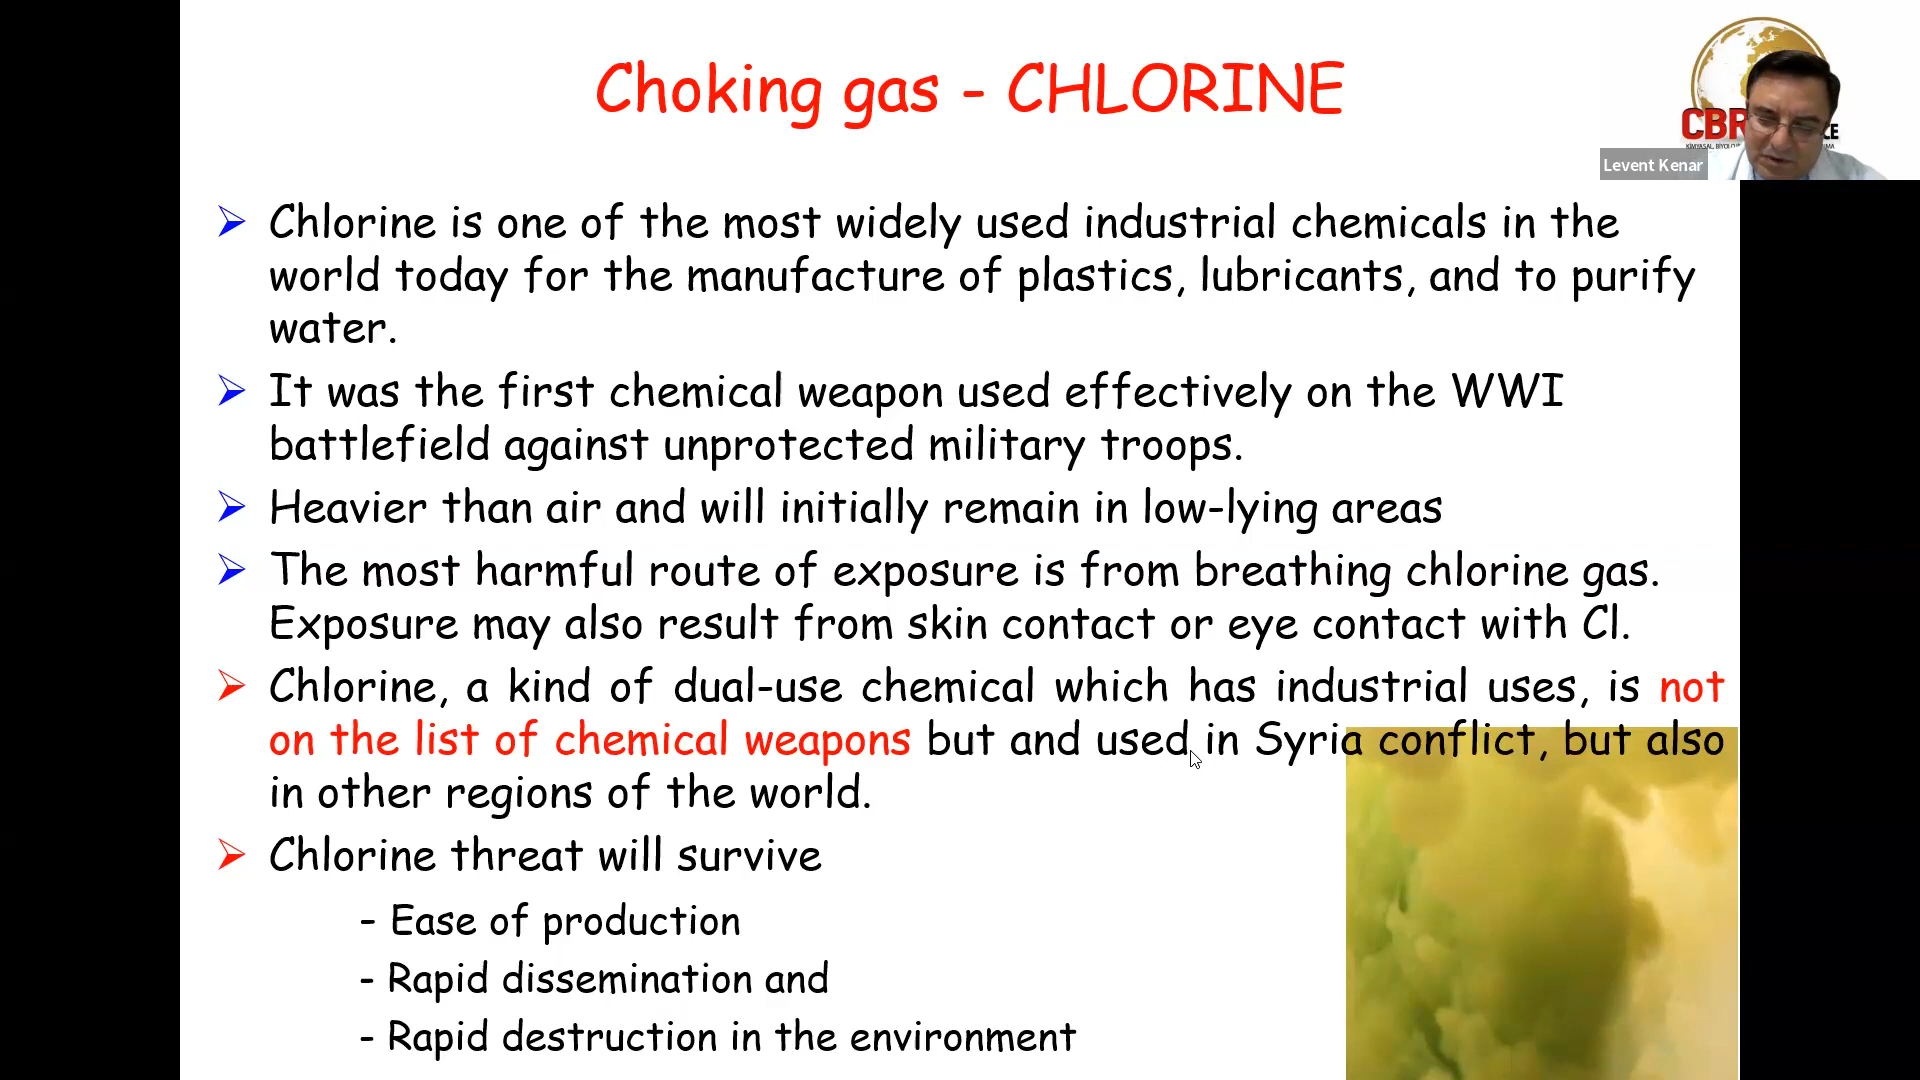 Choking gas - CHLORINE
Levent Kenar
Chlorine is one of the most widely used industrial chemicals in the
world today for the manufacture of plastics, lubricants, and to purify
water.
It was the first chemical weapon used effectively on the WWI
battlefield against unprotected military troops.
Heavier than air and will initially remain in low-lying areas
The most harmful route of exposure is from breathing chlorine gas.
Exposure may also result from skin contact or eye contact with Cl.
Chlorine, a kind of dual-use chemical which has industrial uses, is not
on the list of chemical weapons but and used in Syria conflict, but also
in other regions of the world.
Chlorine threat will survive
- Ease of production
- Rapid dissemination and
- Rapid destruction in the environment